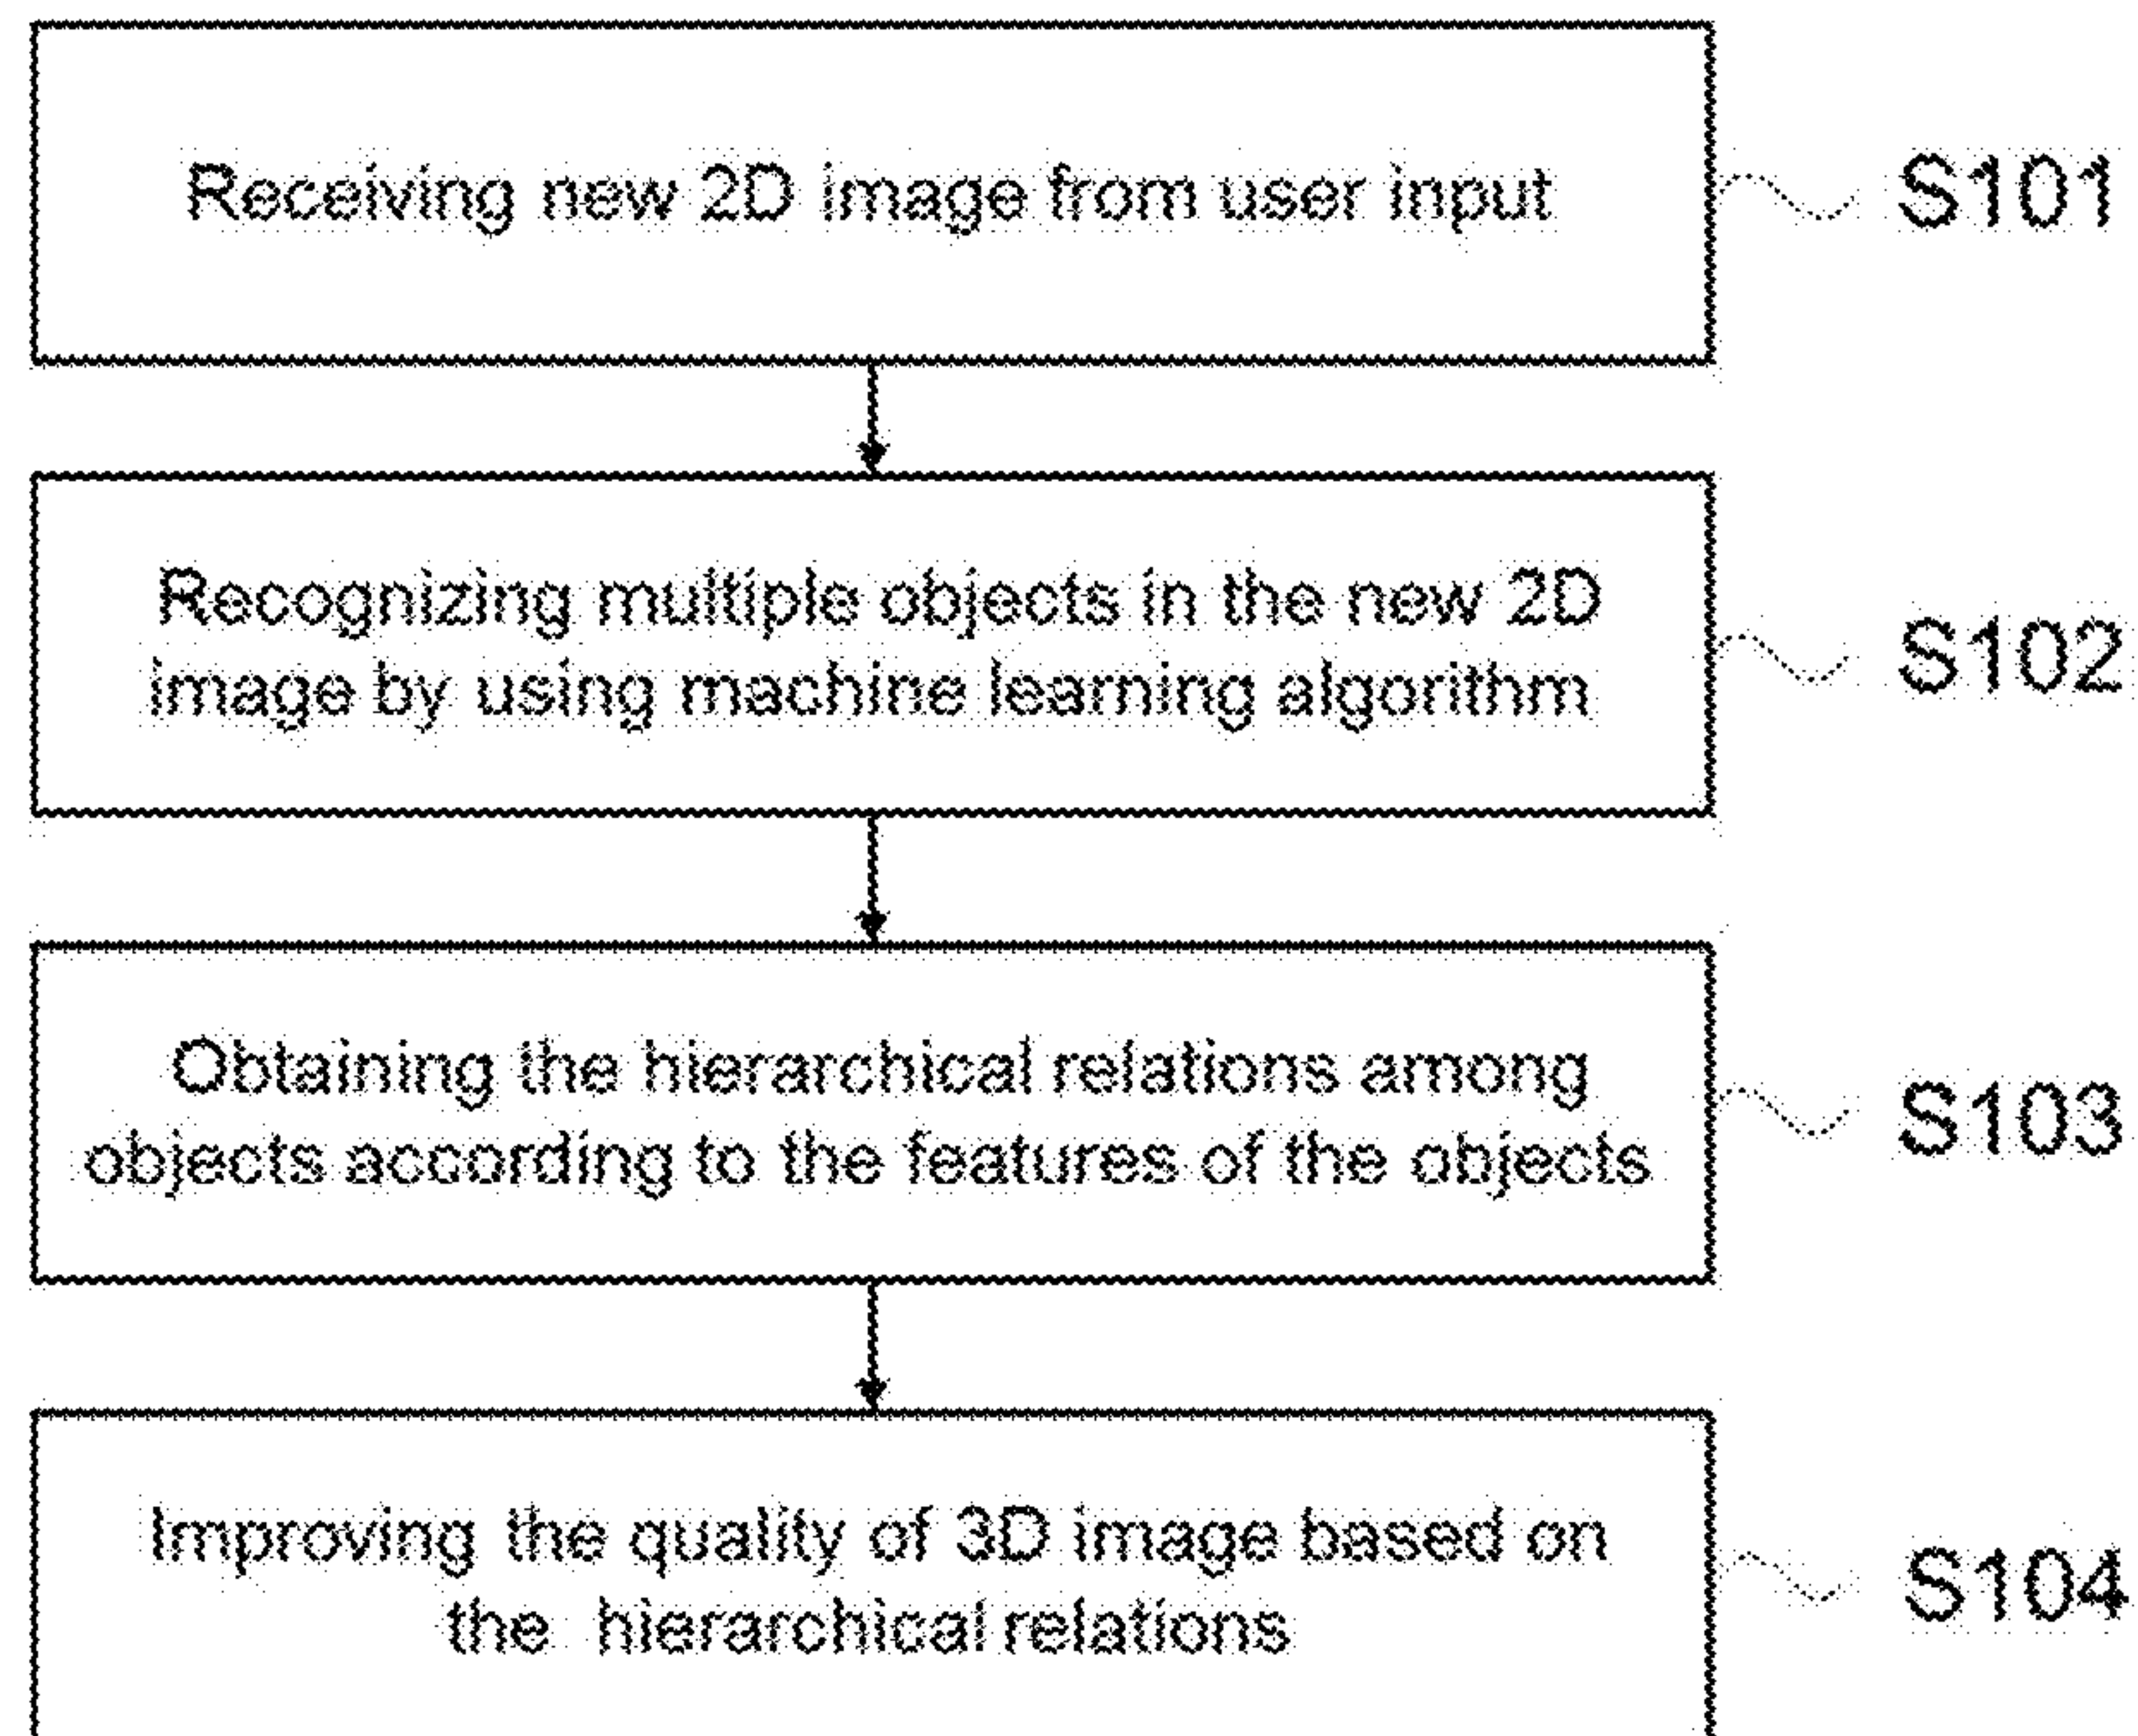 Receiving new 2D image from user input
S101
Recognizing multiple objects in the new 2D
image by using machine learning algorithm
S102
Obtaining the hierarchical relations among
objects according to the features of the objects
S103
Improving the quality of 3D image based on
the hierarchical relations
S104